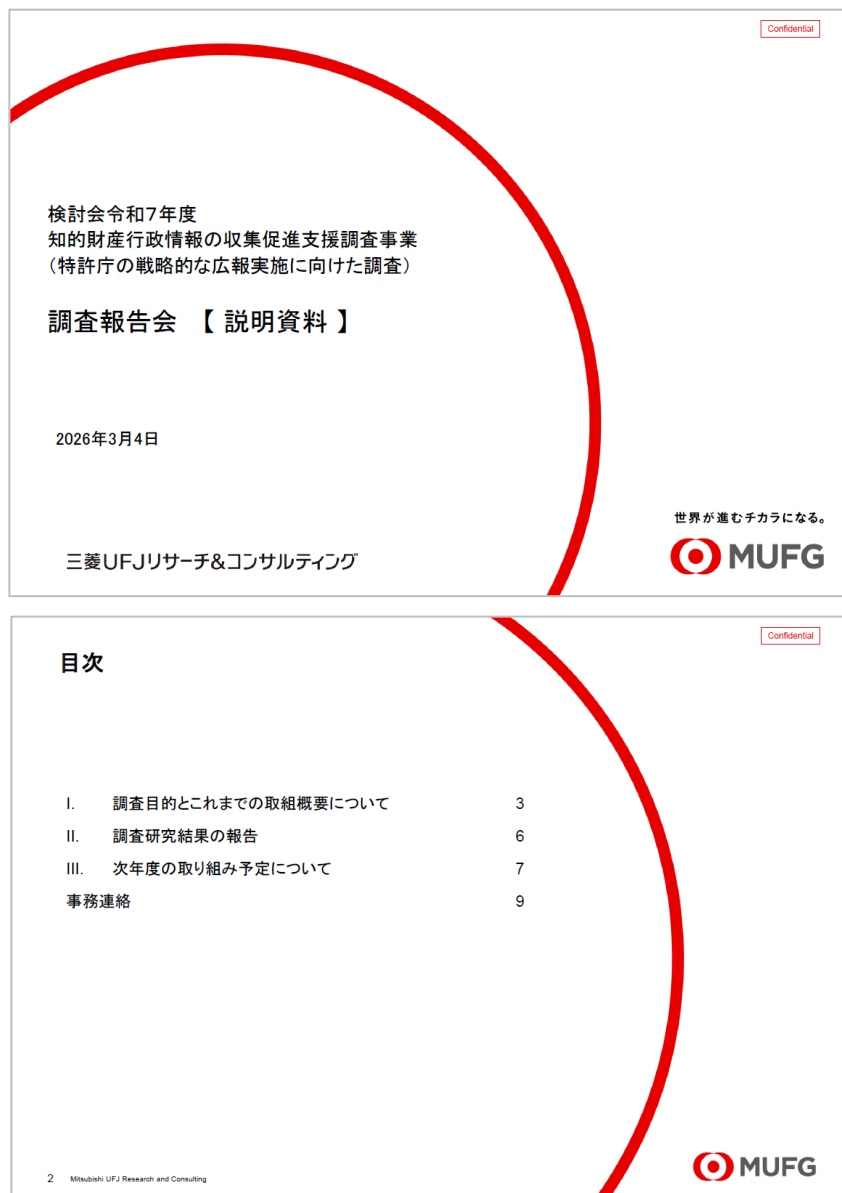 Confidential
検討会令和7年度
知的財産行政情報の収集促進支援調査事業
（特許庁の戦略的な広報実施に向けた調査）
調査報告会 【 説明資料 】
2026年3月4日
世界が進むチカラになる。
三菱UFJリサーチ&コンサルティング
MUFG
Confidential
目次
I. 調査目的とこれまでの取組概要について 3
II. 調査研究結果の報告 6
III. 次年度の取り組み予定について 7
事務連絡 9
2 Mitsubishi UFJ Research and Consulting
MUFG